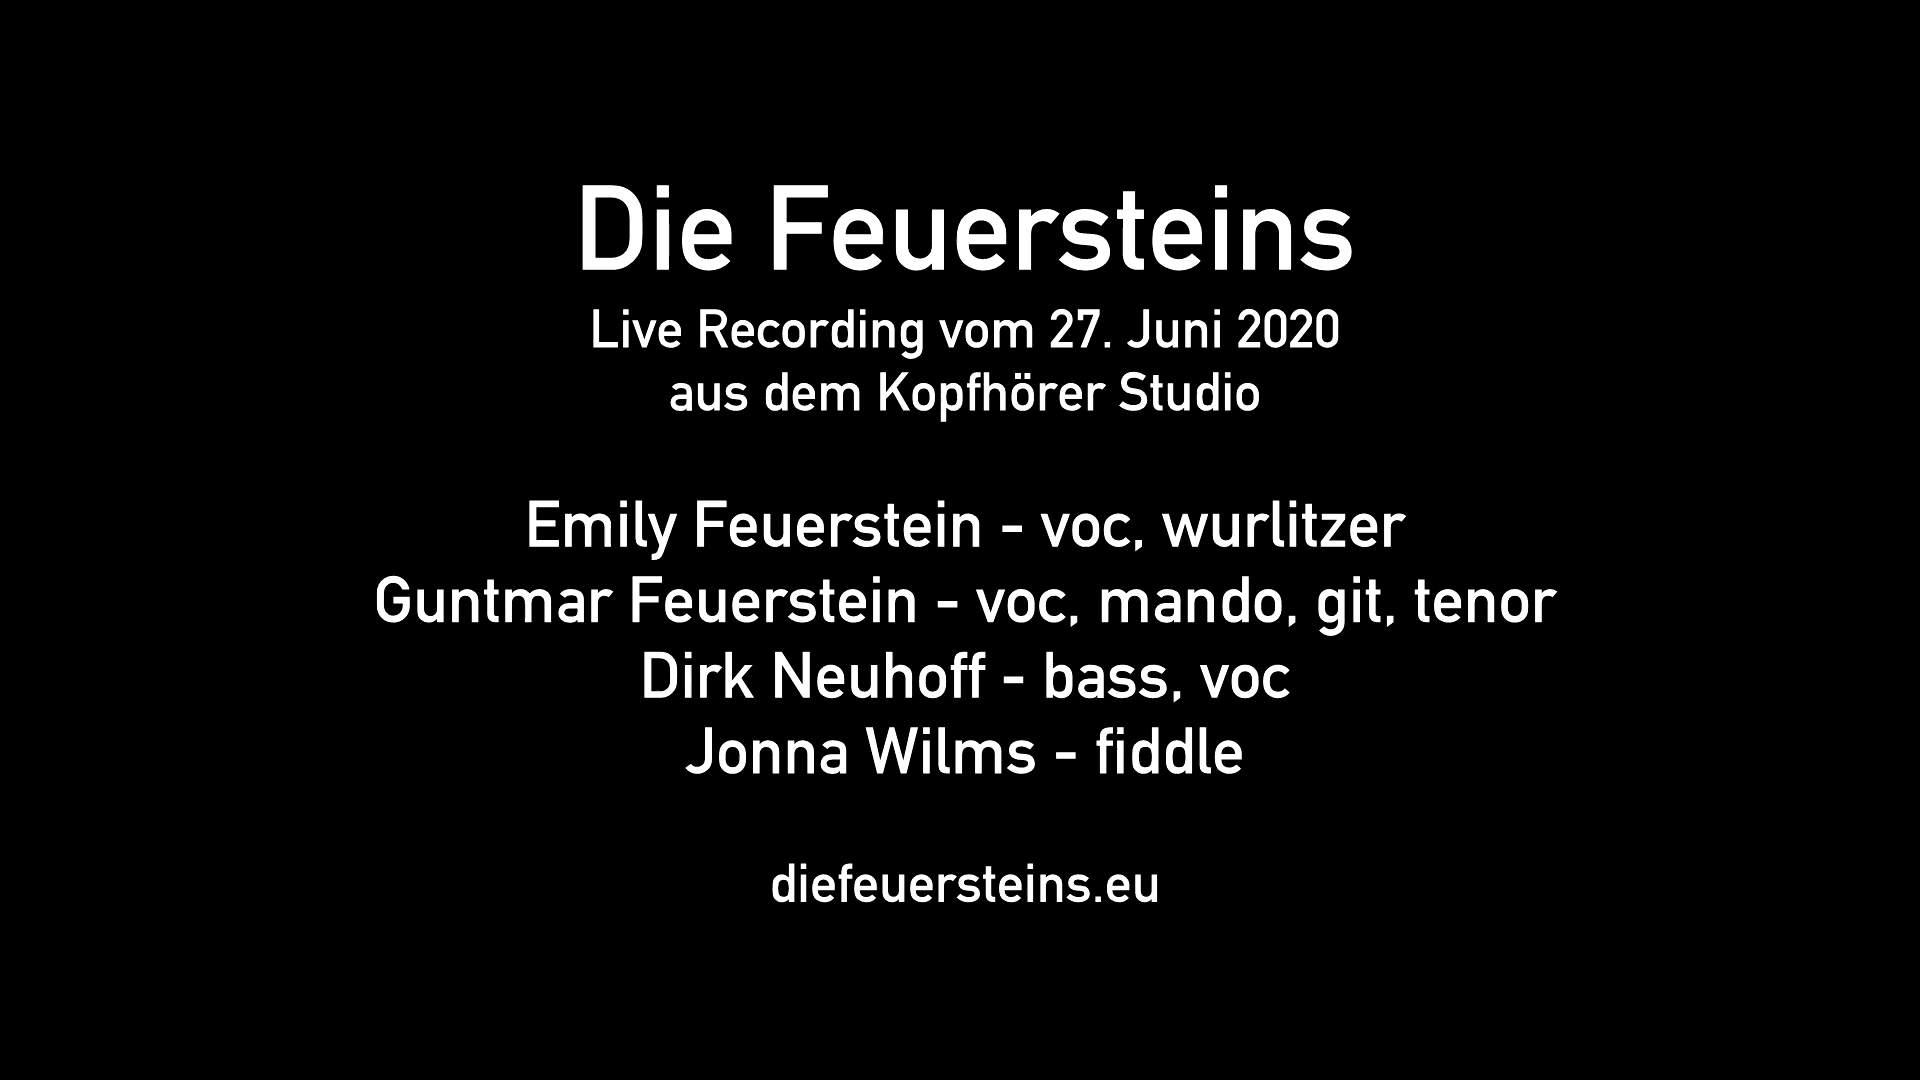 Die Feuersteins
Live Recording vom 27. Juni 2020
aus dem Kopfhörer Studio
Emily Feuerstein - voc, wurlitzer
Guntmar Feuerstein - voc, mando, git, tenor
Dirk Neuhoff - bass, voc
Jonna Wilms - fiddle
diefeuersteins.eu